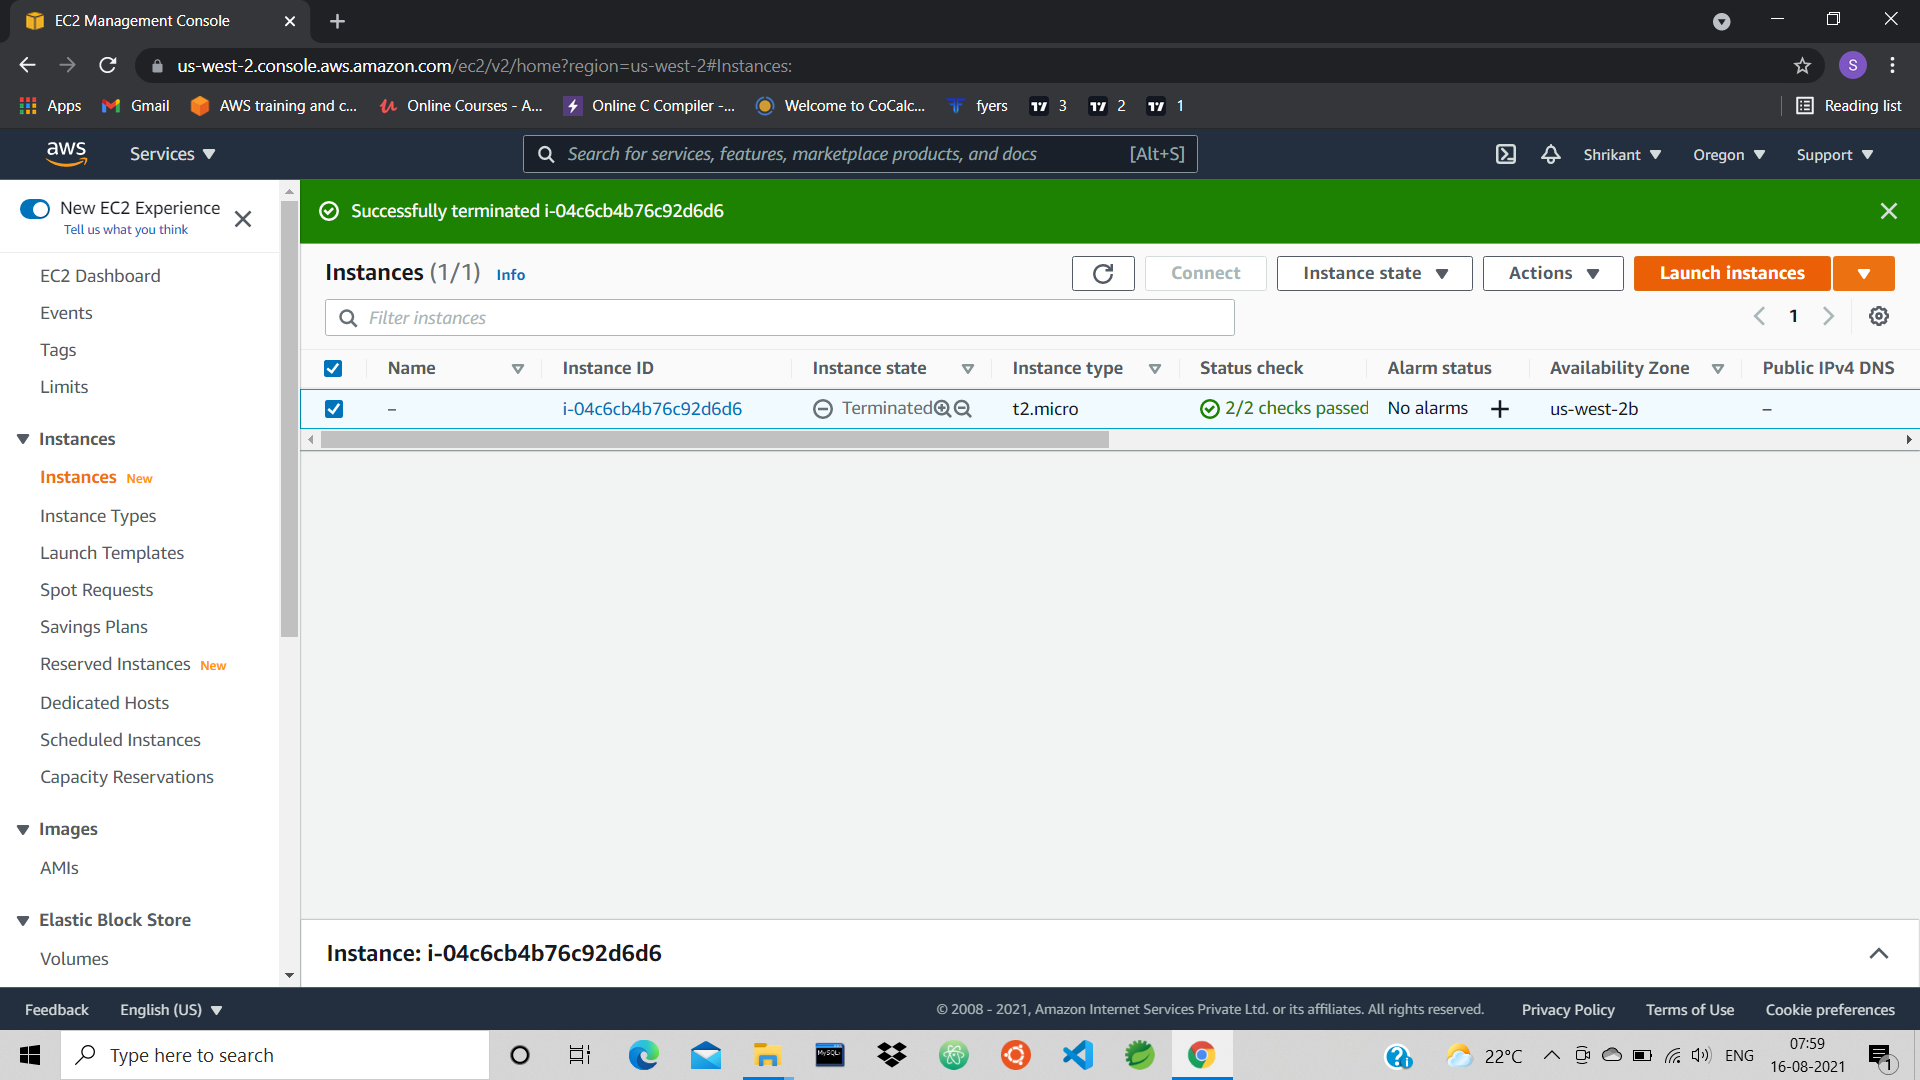 EC2 Management Console
us-west-2.console.aws.amazon.com/ec2/v2/home?region=us-west-2#Instances:
S
Apps
Gmail
AWS training and c...
Online Courses - A...
Online C Compiler -...
Welcome to CoCalc...
fyers
3
2
1
Reading list
aws
Services
Search for services, features, marketplace products, and docs [Alt+S]
Shrikant
Oregon
Support
New EC2 Experience
Tell us what you think
EC2 Dashboard
Events
Tags
Limits
Instances
Instances New
Instance Types
Launch Templates
Spot Requests
Savings Plans
Reserved Instances New
Dedicated Hosts
Scheduled Instances
Capacity Reservations
Images
AMIs
Elastic Block Store
Volumes
Successfully terminated i-04c6cb4b76c92d6d6
Instances (1/1) Info
Connect
Instance state
Actions
Launch instances
Filter instances
1
Name Instance ID Instance state Instance type Status check Alarm status Availability Zone Public IPv4 DNS
– i-04c6cb4b76c92d6d6 Terminated t2.micro 2/2 checks passed No alarms + us-west-2b –
Instance: i-04c6cb4b76c92d6d6
Feedback
English (US)
© 2008 - 2021, Amazon Internet Services Private Ltd. or its affiliates. All rights reserved.
Privacy Policy
Terms of Use
Cookie preferences
Type here to search
MySQL
22°C
ENG
07:59
16-08-2021
1